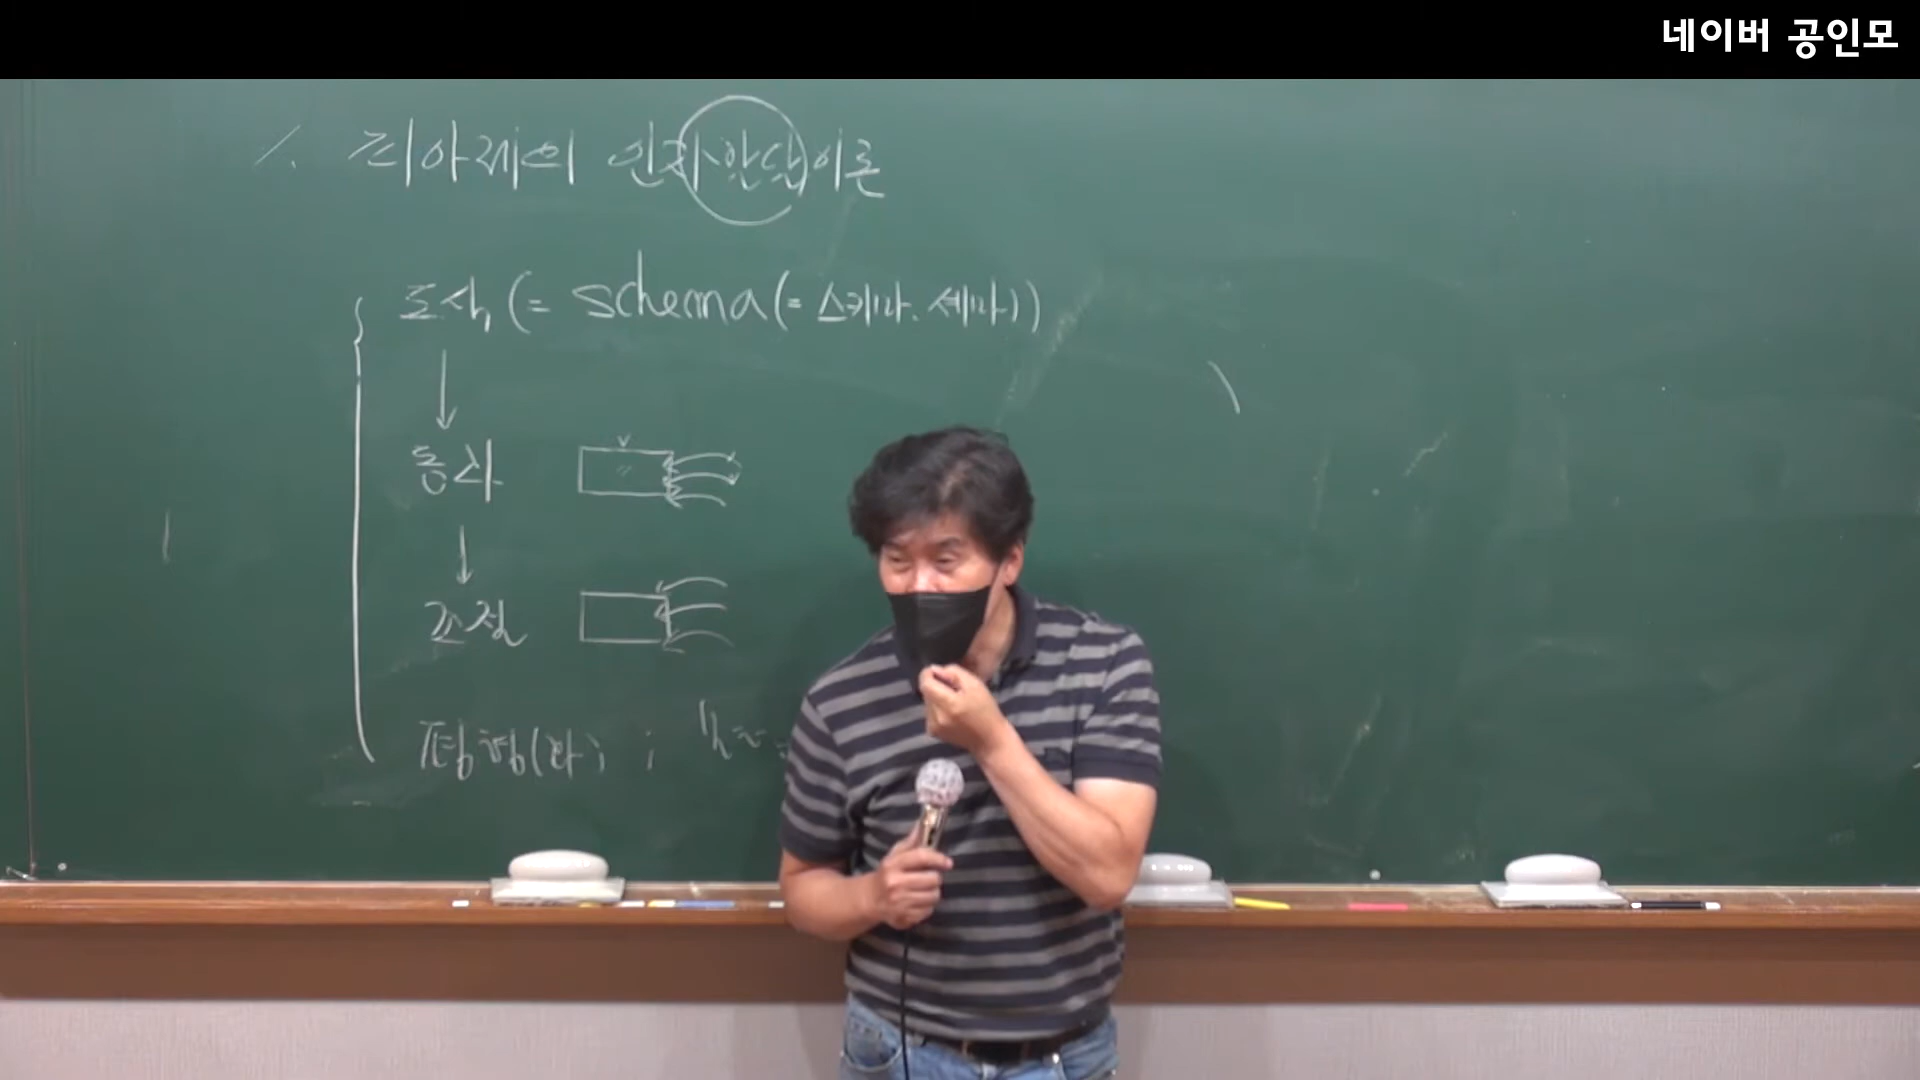 네이버 공인모
1. 피아제의 인지발달이론
도식 (= schema (= 스키마. 세마))
동화
조절
평형(화) ;